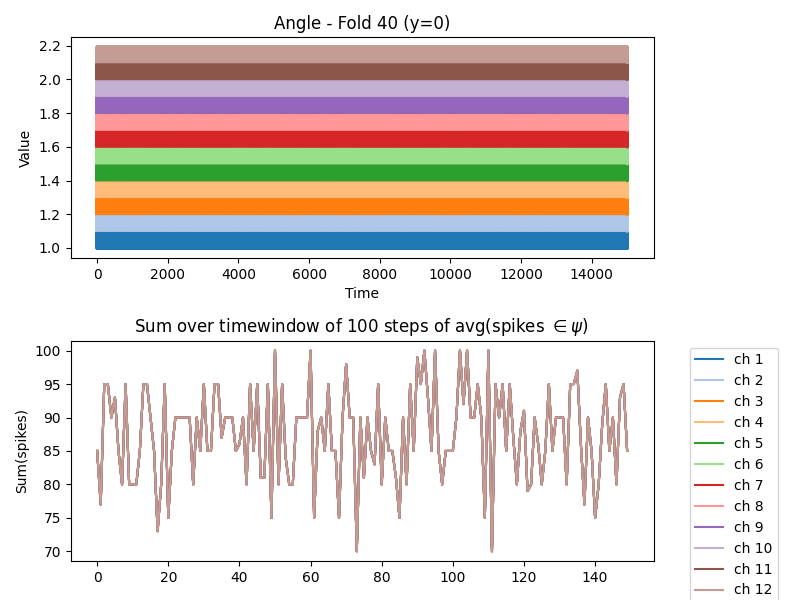 Angle - Fold 40 (y=0)
Value
2.2
2.0
1.8
1.6
1.4
1.2
1.0
0 2000 4000 6000 8000 10000 12000 14000
Time
Sum over timewindow of 100 steps of avg(spikes ∈ ψ)
Sum(spikes)
100
95
90
85
80
75
70
0 20 40 60 80 100 120 140
ch 1
ch 2
ch 3
ch 4
ch 5
ch 6
ch 7
ch 8
ch 9
ch 10
ch 11
ch 12